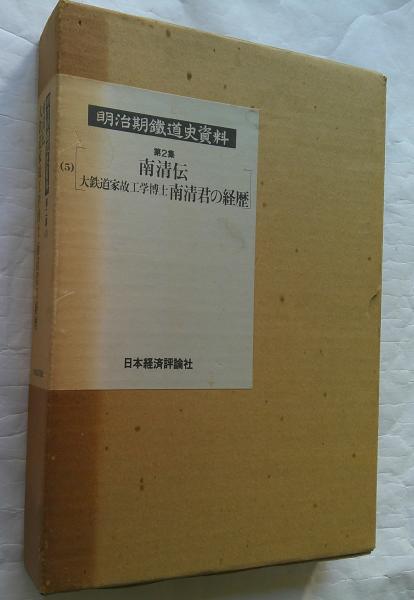 明治期鐵道史資料
第2集
(5)
南清伝
大鉄道家故工学博士南清君の経歴
日本経済評論社